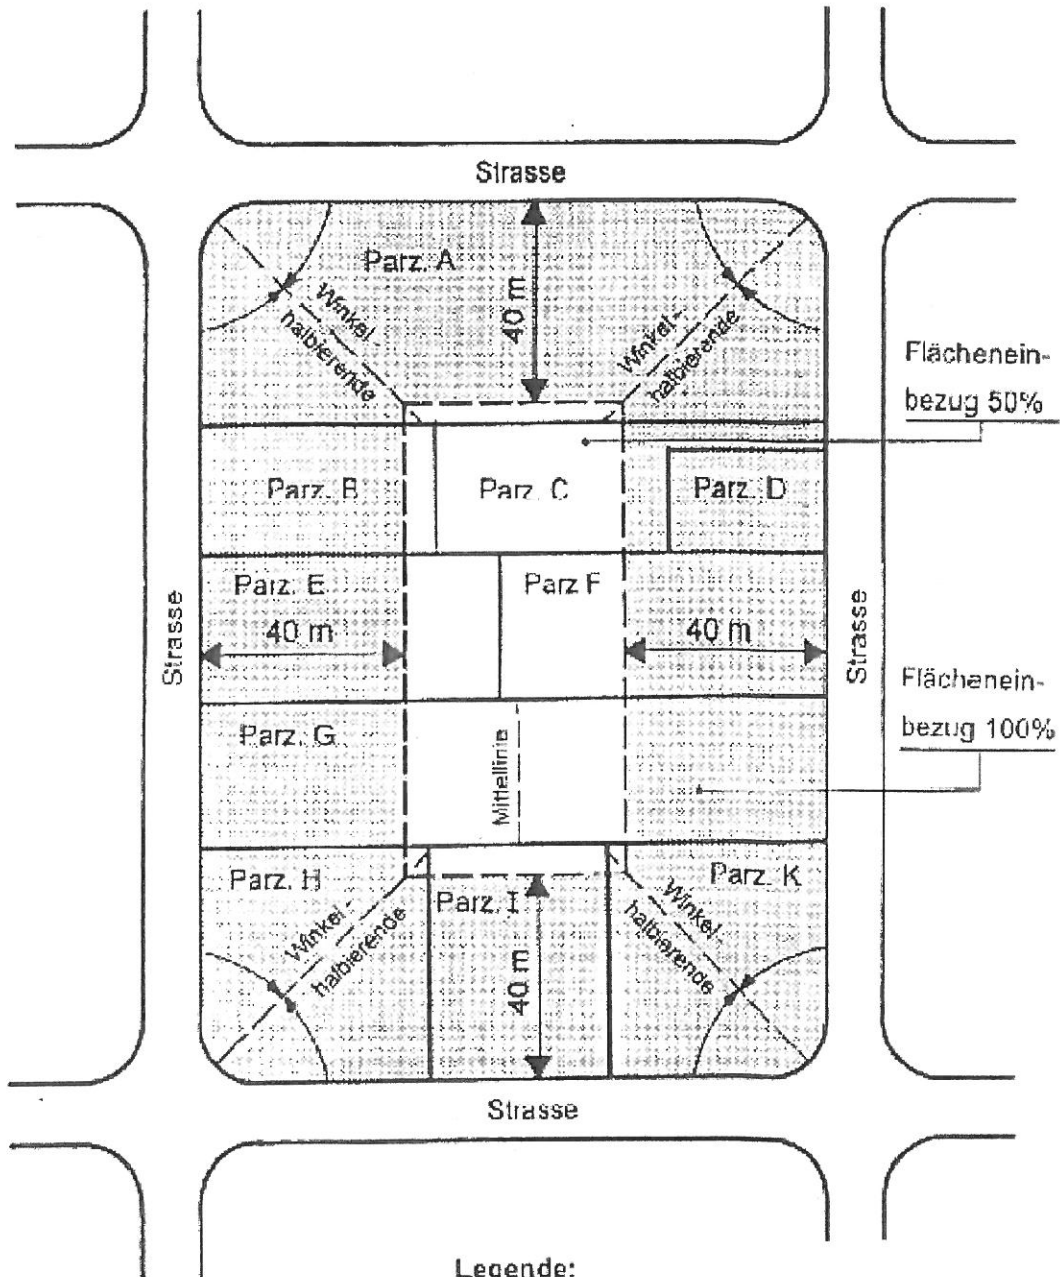 Strasse
Parz. A
40 m
Winkel
halbierende
Winkel -
halbierende
Flächenein-
bezug 50%
Parz. B
Parz. C
Parz. D
Parz. E
Parz F
40 m
40 m
Strasse
Strasse
Flächenein-
bezug 100%
Parz. G
Mittellinie
Parz. H
Parz. I
Parz. K
Winkel -
halbierende
Winkel -
halbierende
40 m
Strasse
Legende: